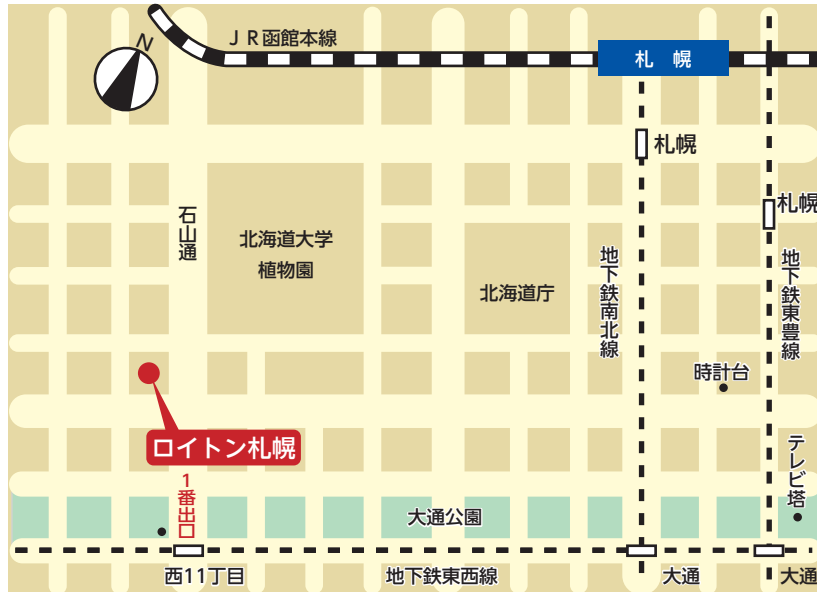 N
ＪＲ函館本線
札　幌
札幌
札幌
石山通
北海道大学
植物園
北海道庁
地下鉄南北線
地下鉄東豊線
時計台
ロイトン札幌
テレビ塔
1番出口
大通公園
西11丁目
地下鉄東西線
大通
大通